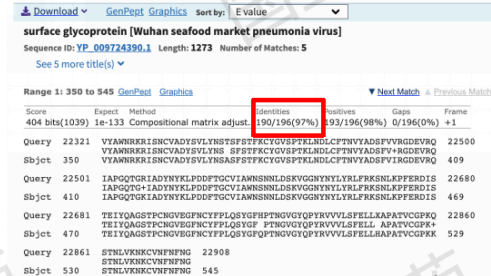 Download GenPept Graphics Sort by: E value
surface glycoprotein [Wuhan seafood market pneumonia virus]
Sequence ID: YP_009724390.1 Length: 1273 Number of Matches: 5
See 5 more title(s)
Range 1: 350 to 545 GenPept Graphics Next Match Previous Match
Score Expect Method Identities Positives Gaps Frame
404 bits(1039) 1e-133 Compositional matrix adjust. 190/196(97%) 193/196(98%) 0/196(0%) +1
Query 22321 VYAWNRKRISNCVADYSVLYNSTSFSTFKCYGVSPTKLNDLCFTNVYADSFVVRGDEVRQ 22500
VYAWNRKRISNCVADYSVLYNS SFSTFKCYGVSPTKLNDLCFTNVYADSFV+RGDEVRQ
Sbjct 350 VYAWNRKRISNCVADYSVLYNSASFSTFKCYGVSPTKLNDLCFTNVYADSFVIRGDEVRQ 409
Query 22501 IAPGQTGRIADYNYKLPDDFTGCVIAWNSNNLDSKVGGNYNYLYRLFRKSNLKPFERDIS 22680
IAPGQTG+IADYNYKLPDDFTGCVIAWNSNNLDSKVGGNYNYLYRLFRKSNLKPFERDIS
Sbjct 410 IAPGQTGKIADYNYKLPDDFTGCVIAWNSNNLDSKVGGNYNYLYRLFRKSNLKPFERDIS 469
Query 22681 TEIYQAGSTPCNGVEGFNCYFPLQSYGFHPTNGVGYQPYRVVVLSFELLKAPATVCGPKQ 22860
TEIYQAGSTPCNGVEGFNCYFPLQSYGF PTNGVGYQPYRVVVLSFELL APATVCGPK+
Sbjct 470 TEIYQAGSTPCNGVEGFNCYFPLQSYGFQPTNGVGYQPYRVVVLSFELLHAPATVCGPKK 529
Query 22861 STNLVKNKCVNFNFNG 22908
STNLVKNKCVNFNFNG
Sbjct 530 STNLVKNKCVNFNFNG 545